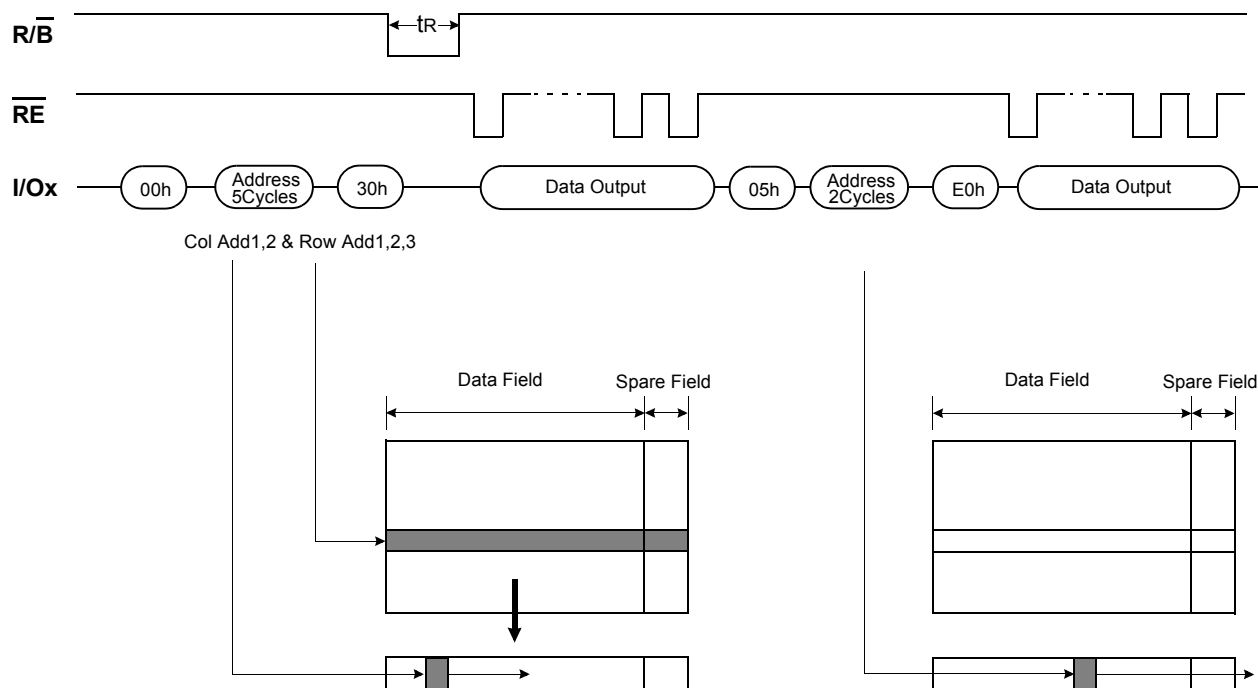 R/B
tR
RE
I/Ox
00h
Address
5Cycles
30h
Data Output
05h
Address
2Cycles
E0h
Data Output
Col Add1,2 & Row Add1,2,3
Data Field
Spare Field
Data Field
Spare Field